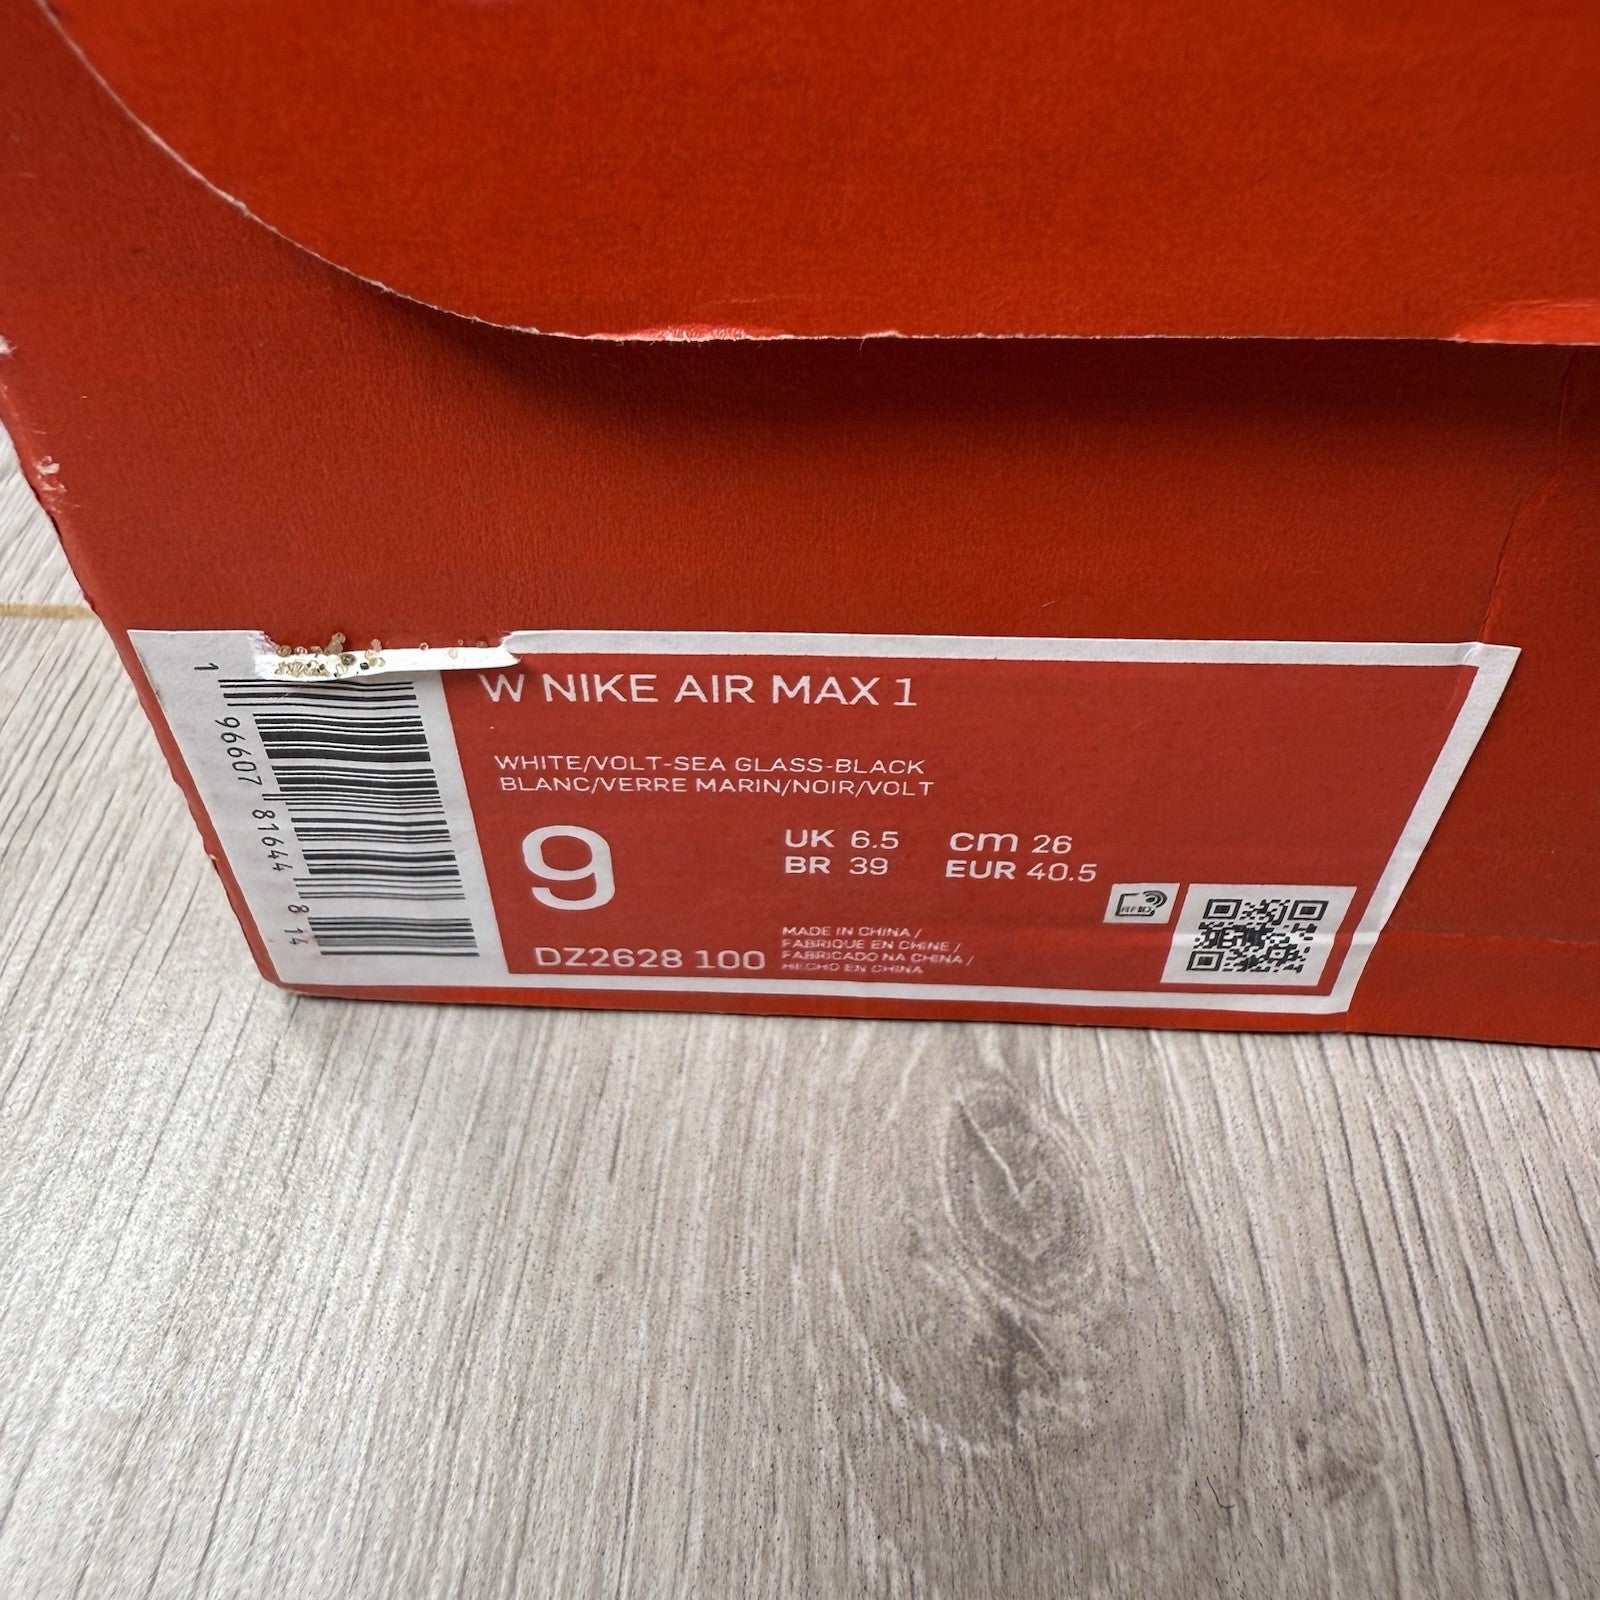 W NIKE AIR MAX 1
WHITE/VOLT-SEA GLASS-BLACK
BLANC/VERRE MARIN/NOIR/VOLT
9
UK 6.5 cm 26
BR 39 EUR 40.5
DZ2628 100
MADE IN CHINA /
FABRIQUE EN CHINE /
FABRICADO NA CHINA /
HECHO EN CHINA
RFID
1 96607 81644 8 14